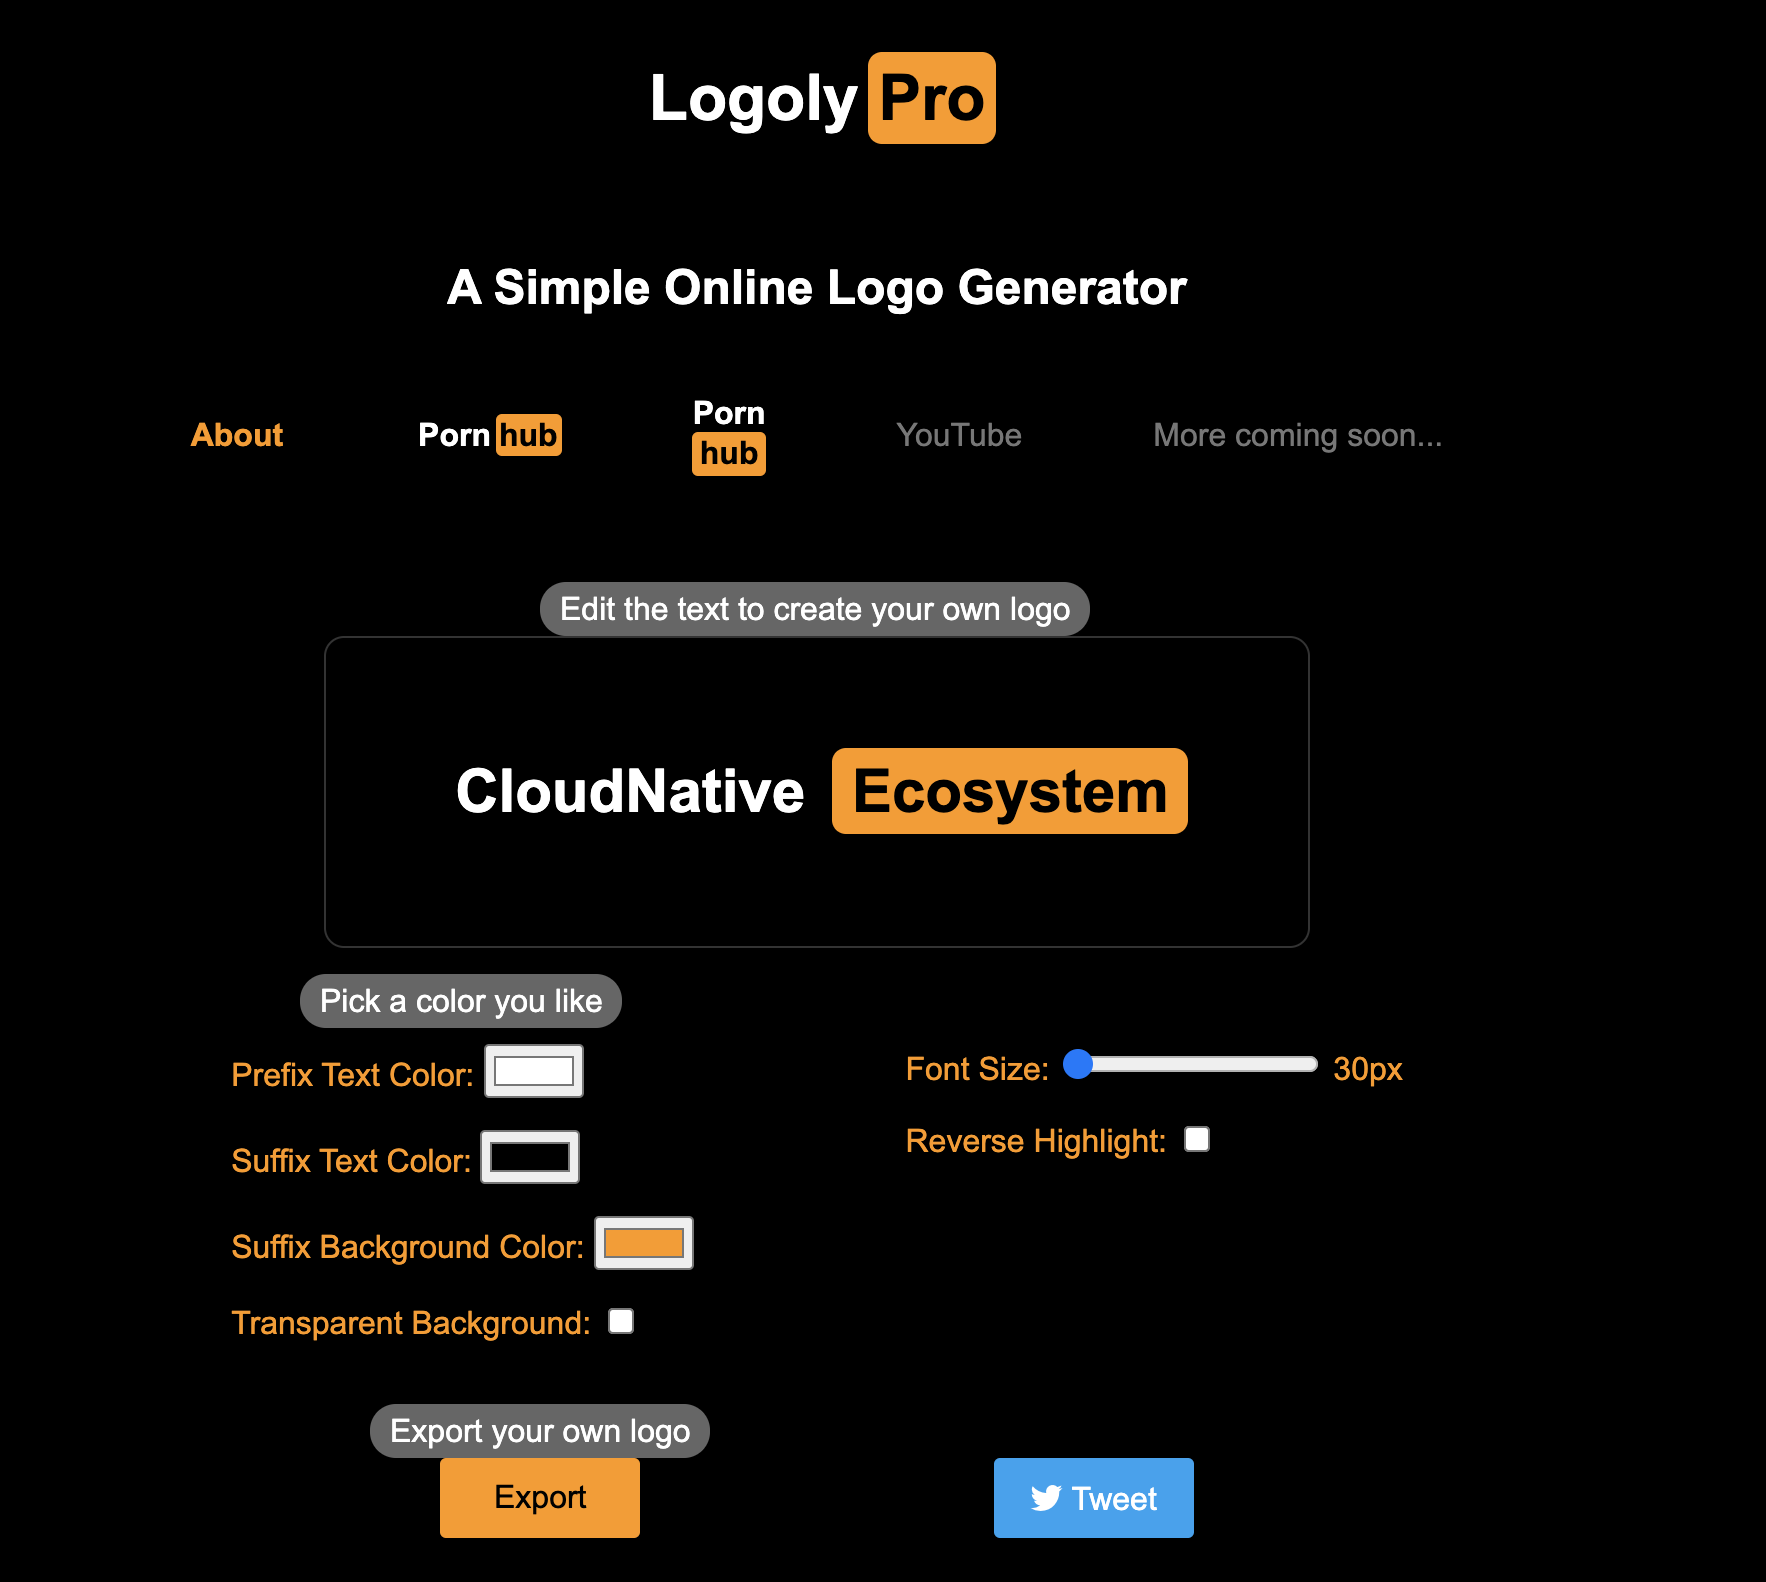 Logoly Pro
A Simple Online Logo Generator
About
Porn hub
Porn
hub
YouTube
More coming soon...
Edit the text to create your own logo
CloudNative Ecosystem
Pick a color you like
Prefix Text Color:
Font Size: 30px
Suffix Text Color:
Reverse Highlight:
Suffix Background Color:
Transparent Background:
Export your own logo
Export
Tweet